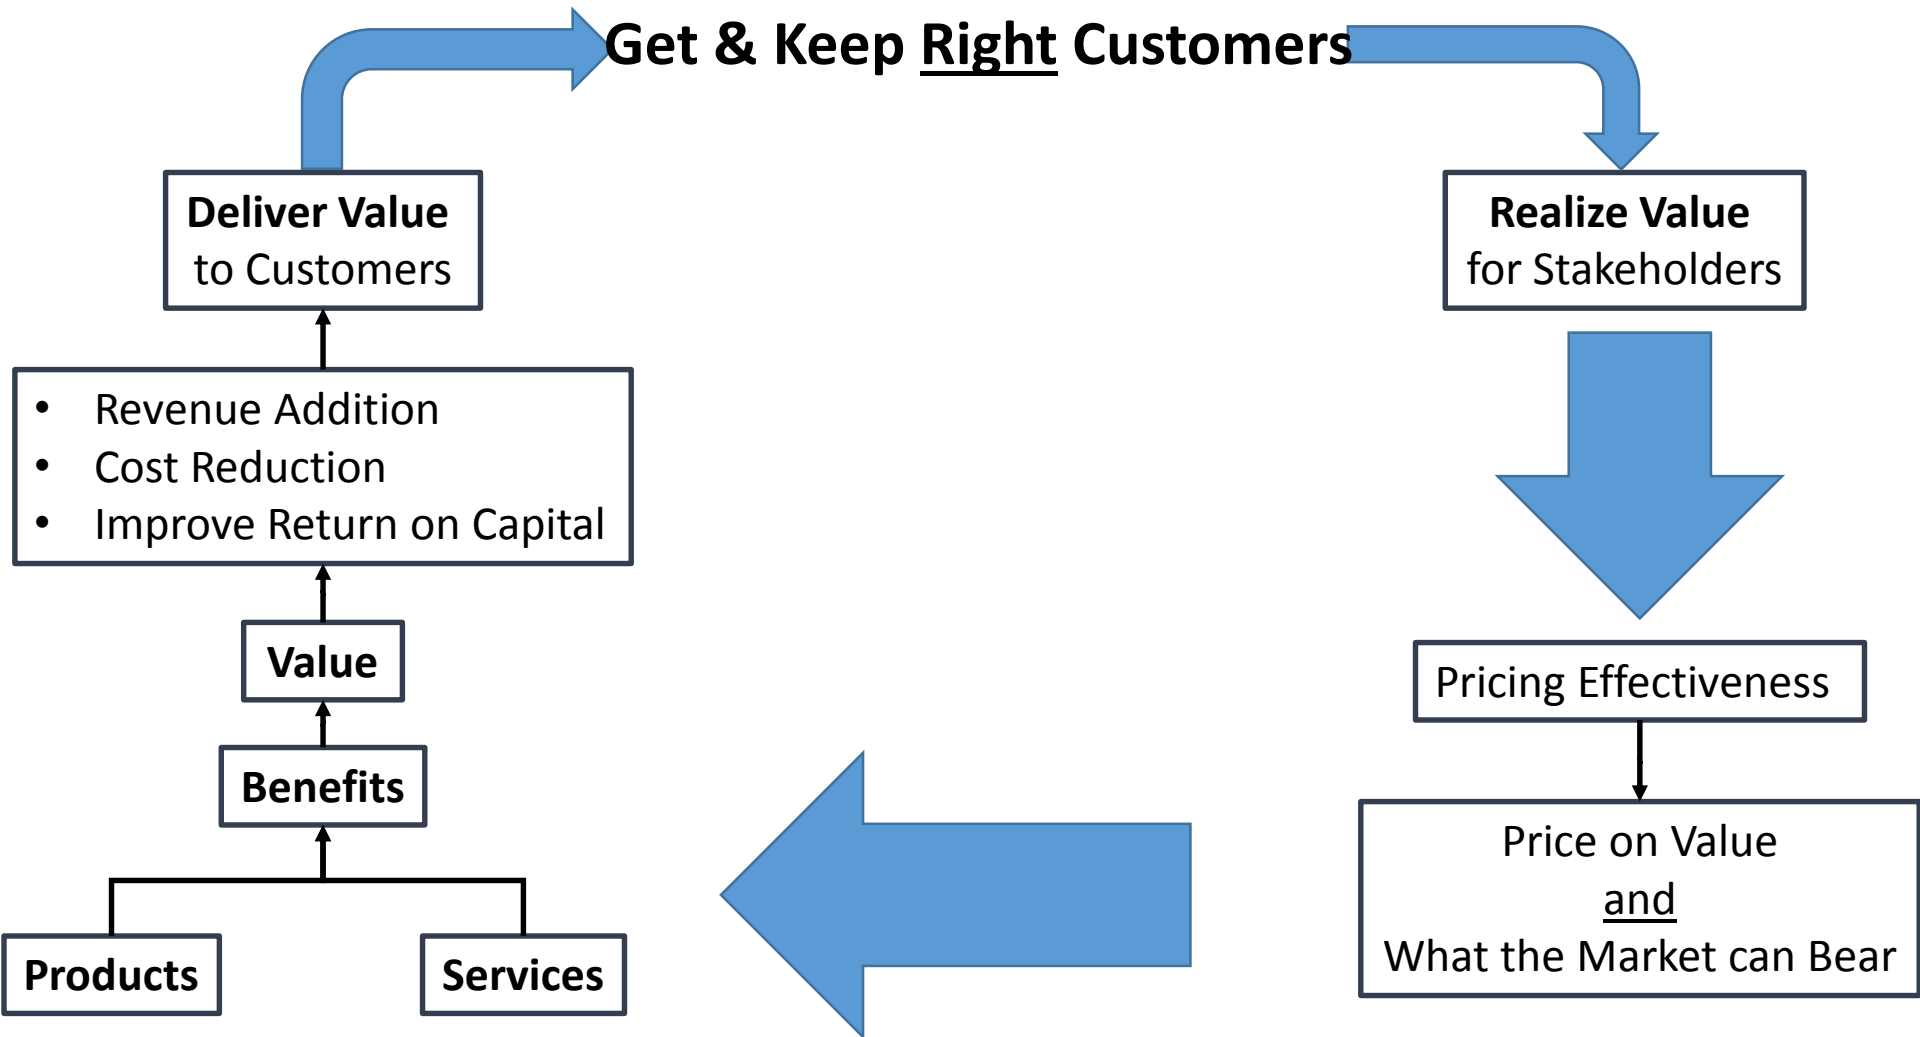 Get & Keep Right Customers
Deliver Value
to Customers
• Revenue Addition
• Cost Reduction
• Improve Return on Capital
Value
Benefits
Products
Services
Realize Value
for Stakeholders
Pricing Effectiveness
Price on Value
and
What the Market can Bear